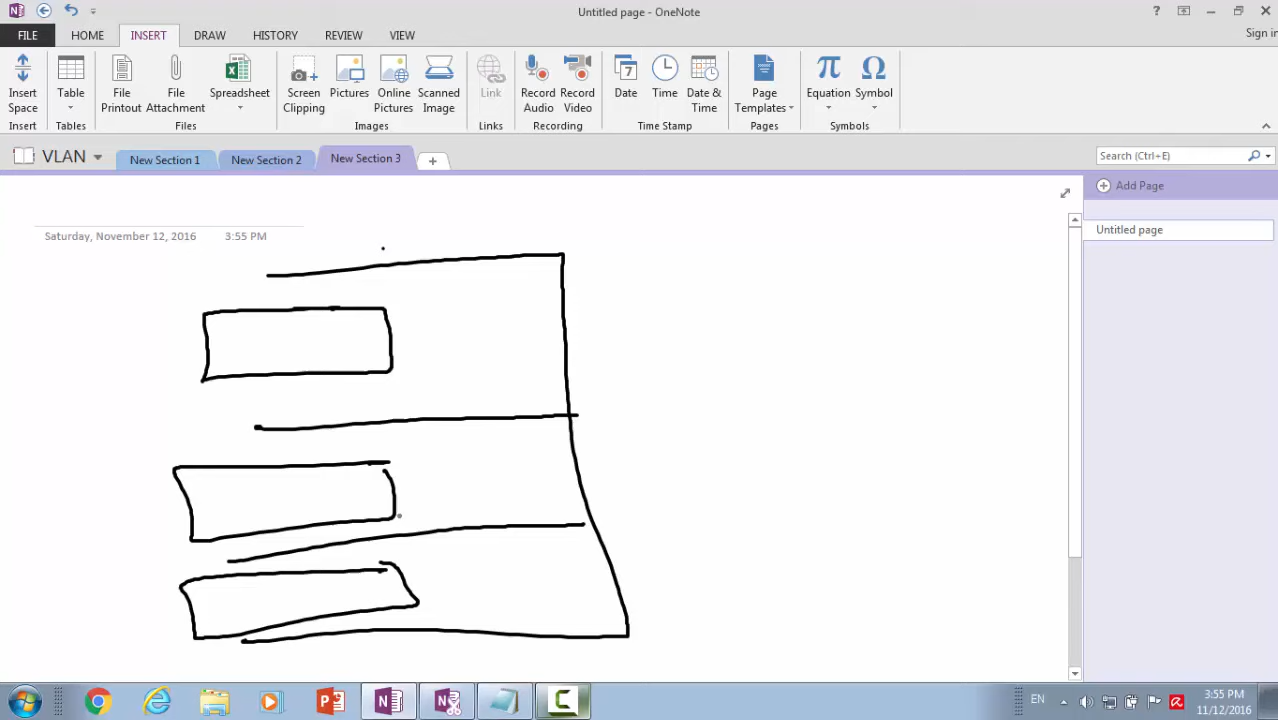 Untitled page - OneNote
?
FILE HOME INSERT DRAW HISTORY REVIEW VIEW
Sign in
Insert Space
Table
File Printout
File Attachment
Spreadsheet
Screen Clipping
Pictures
Online Pictures
Scanned Image
Link
Record Audio
Record Video
Date
Time
Date & Time
Page Templates
Equation
Symbol
Insert Tables Files Images Links Recording Time Stamp Pages Symbols
VLAN New Section 1 New Section 2 New Section 3
Search (Ctrl+E)
Add Page
Untitled page
Saturday, November 12, 2016 3:55 PM
EN
3:55 PM
11/12/2016